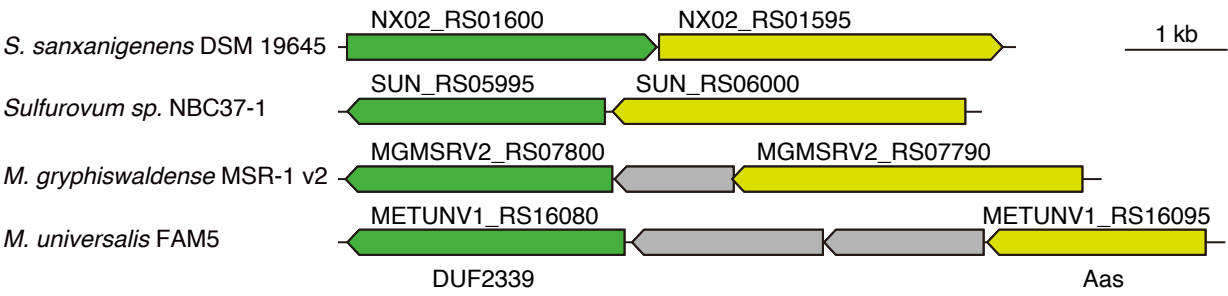 NX02_RS01600 NX02_RS01595
S. sanxanigenens DSM 19645 1 kb
SUN_RS05995 SUN_RS06000
Sulfurovum sp. NBC37-1
MGMSRV2_RS07800 MGMSRV2_RS07790
M. gryphiswaldense MSR-1 v2
METUNV1_RS16080 METUNV1_RS16095
M. universalis FAM5
DUF2339 Aas